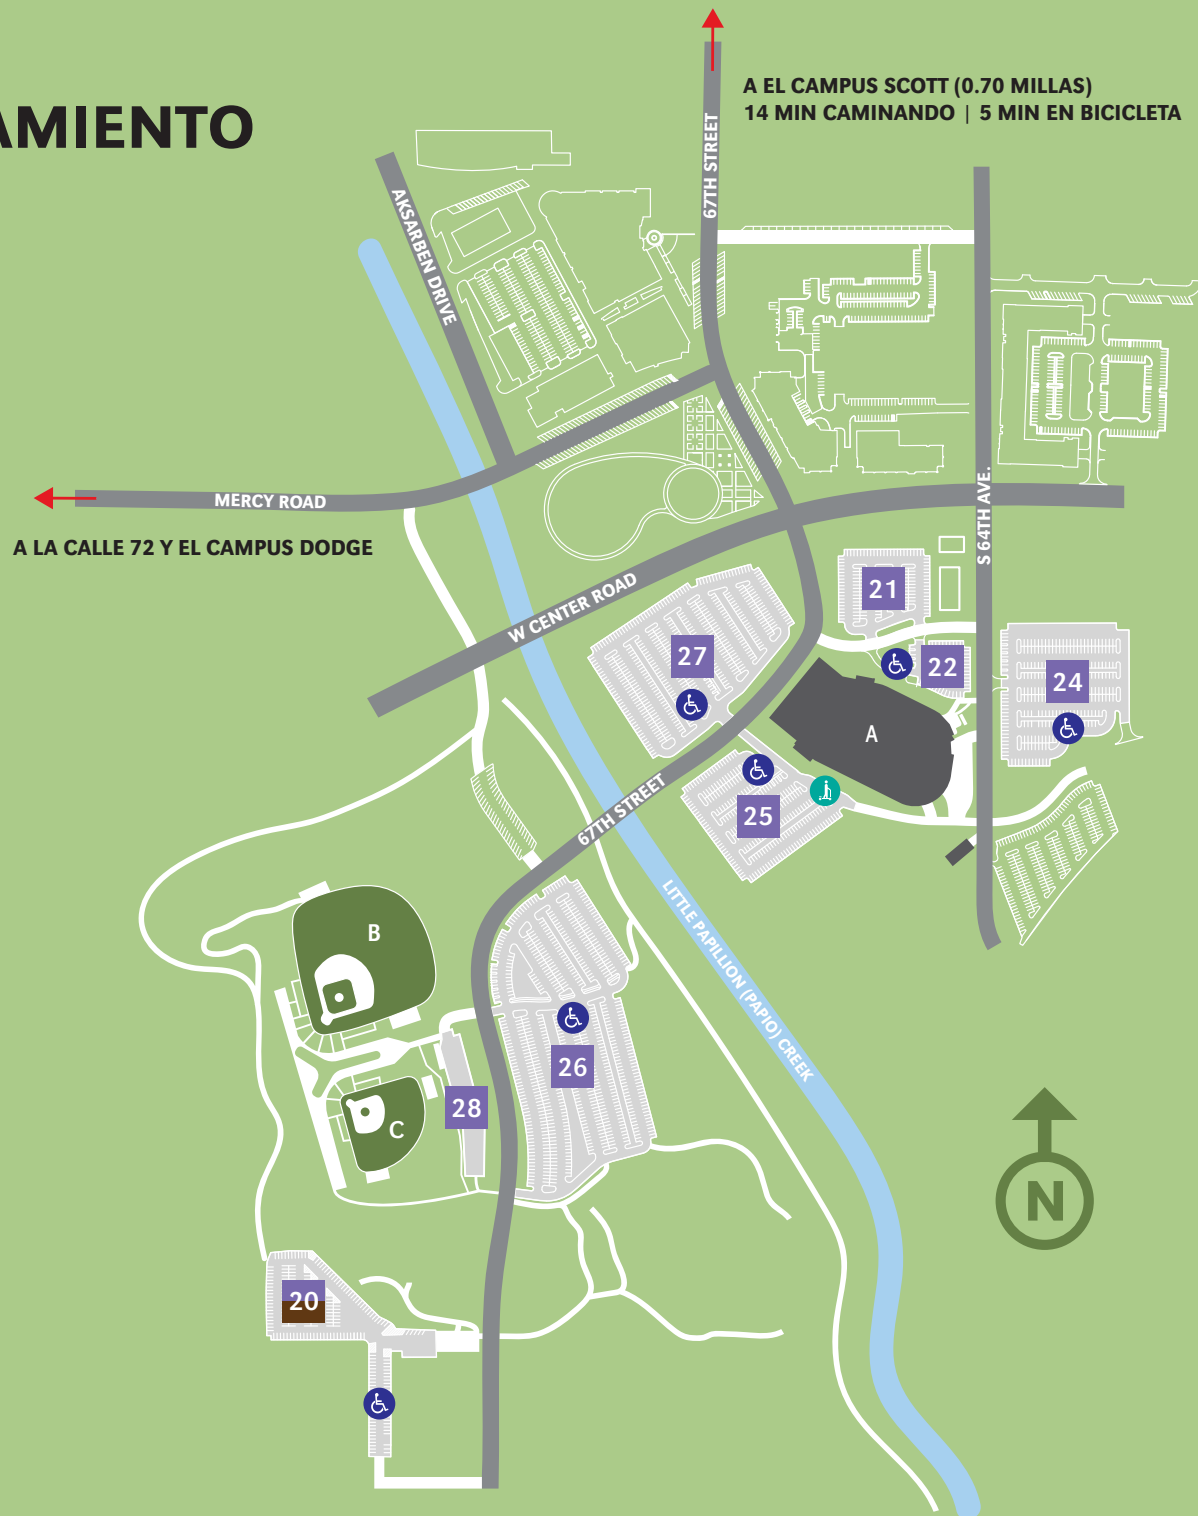 A EL CAMPUS SCOTT (0.70 MILLAS)
14 MIN CAMINANDO | 5 MIN EN BICICLETA
AMIENTO
67TH STREET
AKSARBEN DRIVE
MERCY ROAD
A LA CALLE 72 Y EL CAMPUS DODGE
S 64TH AVE.
W CENTER ROAD
21
27
22
24
A
25
67TH STREET
LITTLE PAPILLION (PAPIO) CREEK
B
26
28
C
N
20